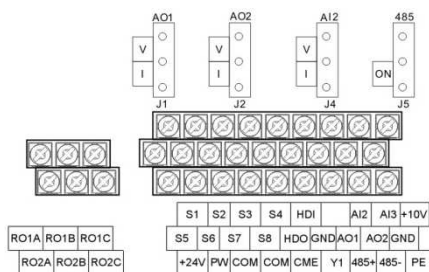 AO1 AO2 AI2 485
V V V
I I I ON
J1 J2 J4 J5
S1 S2 S3 S4 HDI AI2 AI3 +10V
RO1A RO1B RO1C S5 S6 S7 S8 HDO GND AO1 AO2 GND
RO2A RO2B RO2C +24V PW COM COM CME Y1 485+ 485- PE